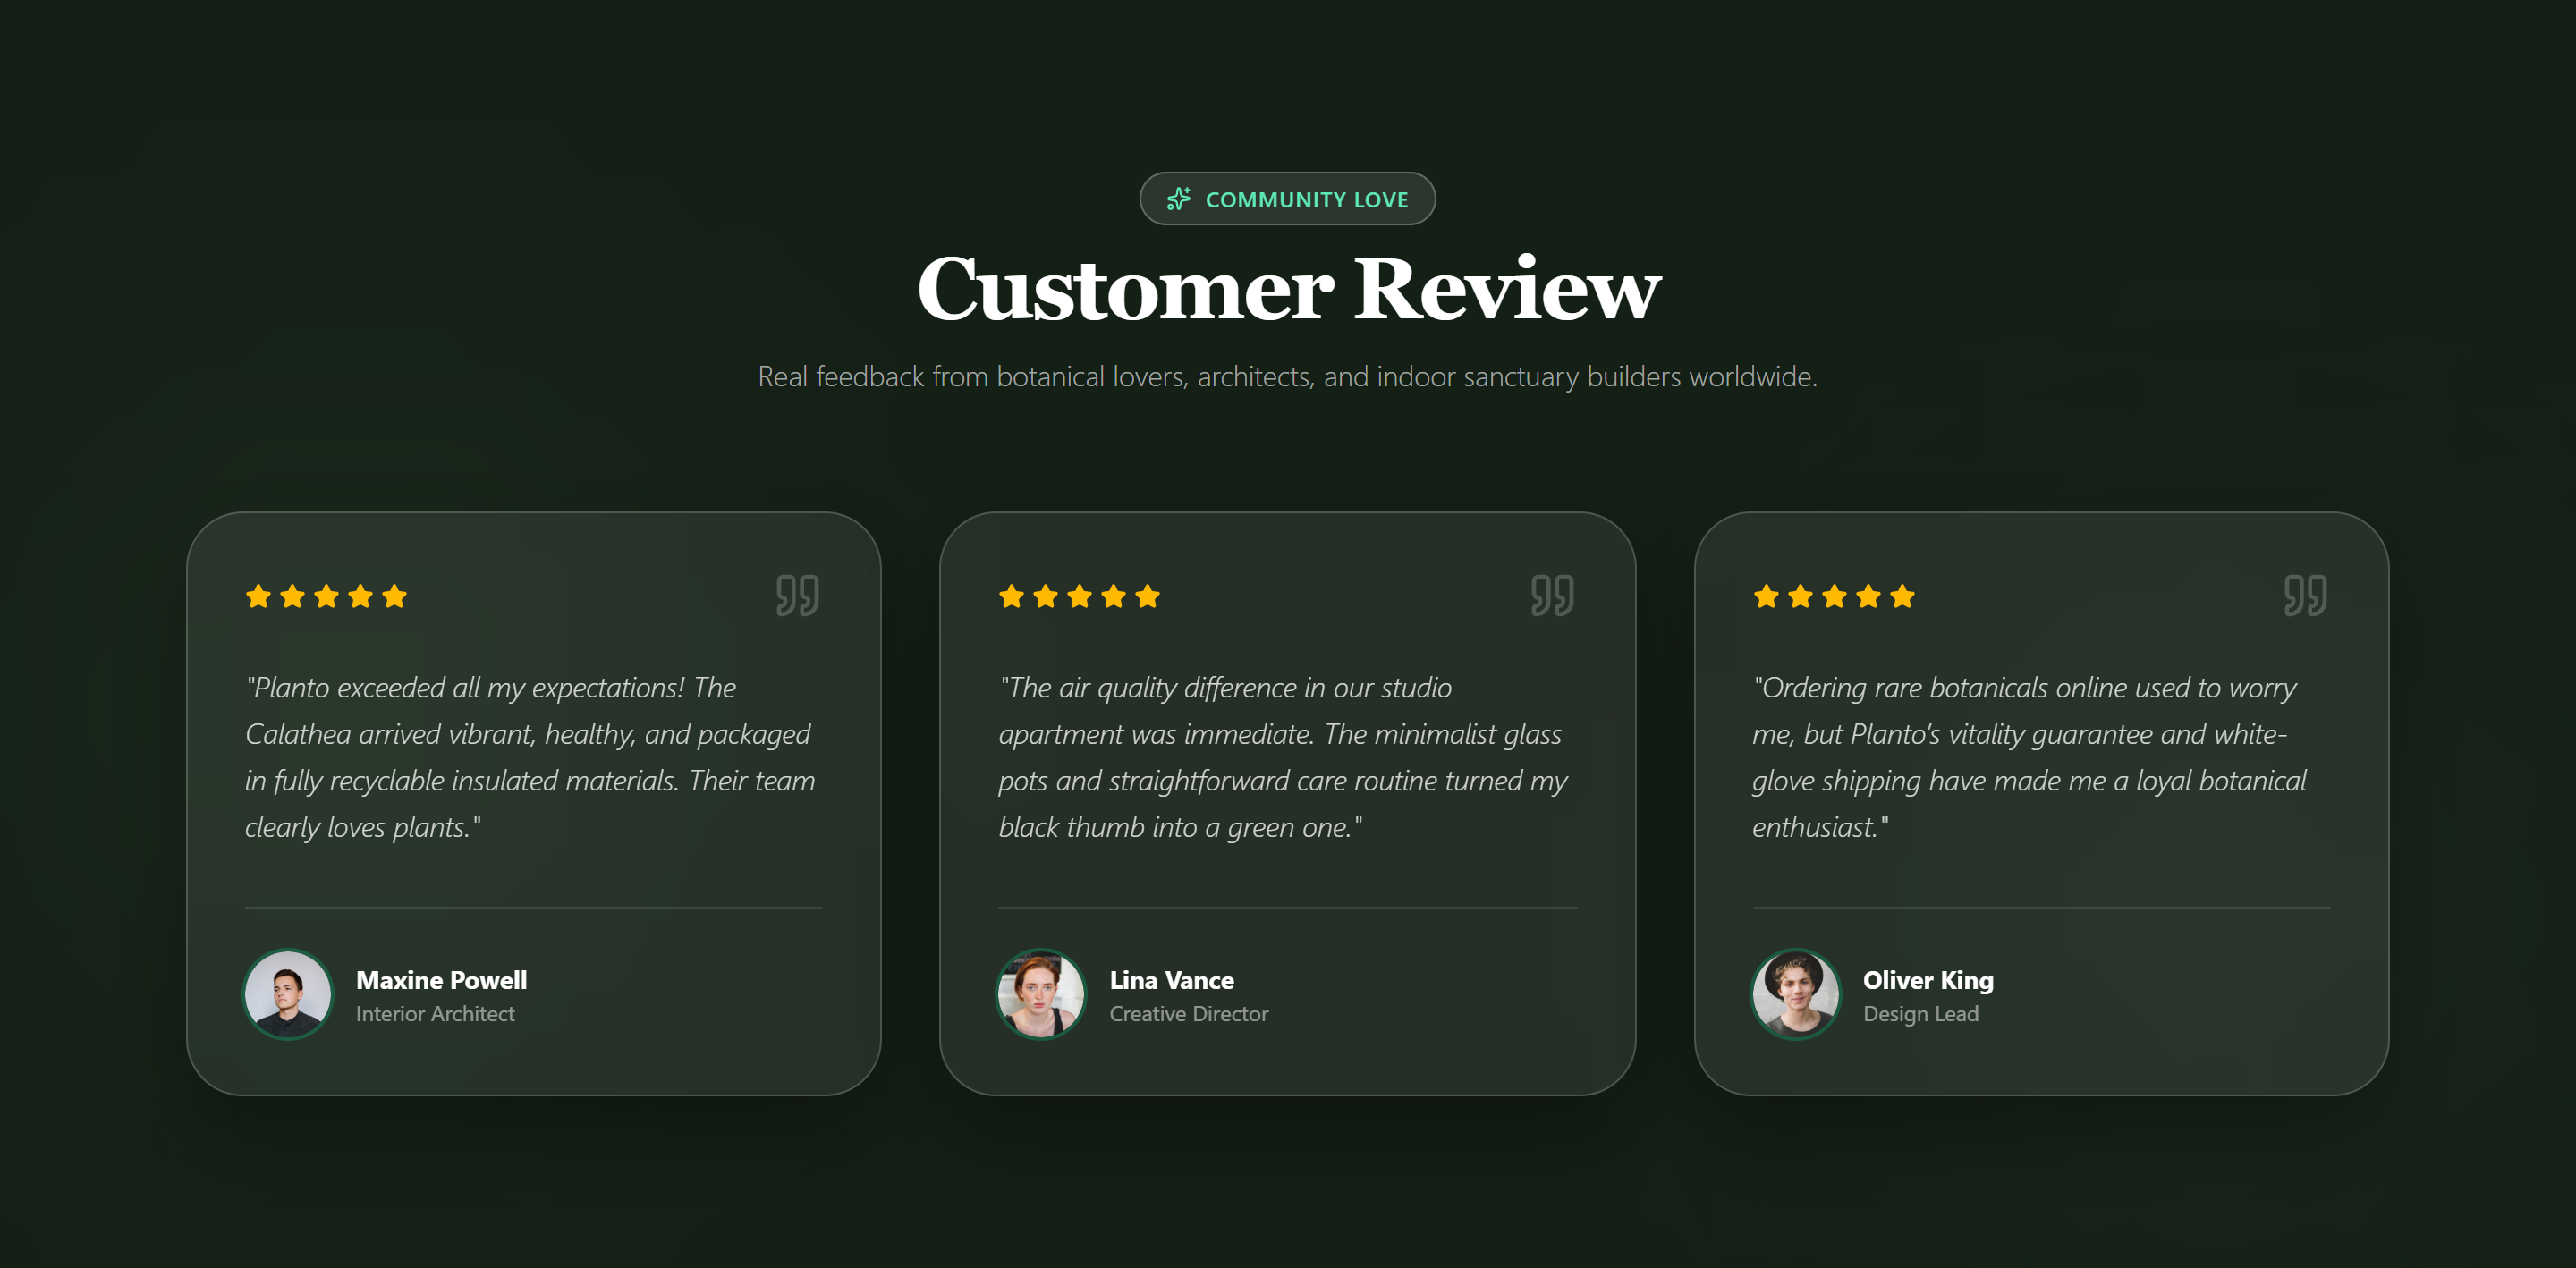 COMMUNITY LOVE
Customer Review
Real feedback from botanical lovers, architects, and indoor sanctuary builders worldwide.
"Planto exceeded all my expectations! The
Calathea arrived vibrant, healthy, and packaged
in fully recyclable insulated materials. Their team
clearly loves plants."
Maxine Powell
Interior Architect
"The air quality difference in our studio
apartment was immediate. The minimalist glass
pots and straightforward care routine turned my
black thumb into a green one."
Lina Vance
Creative Director
"Ordering rare botanicals online used to worry
me, but Planto's vitality guarantee and white-
glove shipping have made me a loyal botanical
enthusiast."
Oliver King
Design Lead